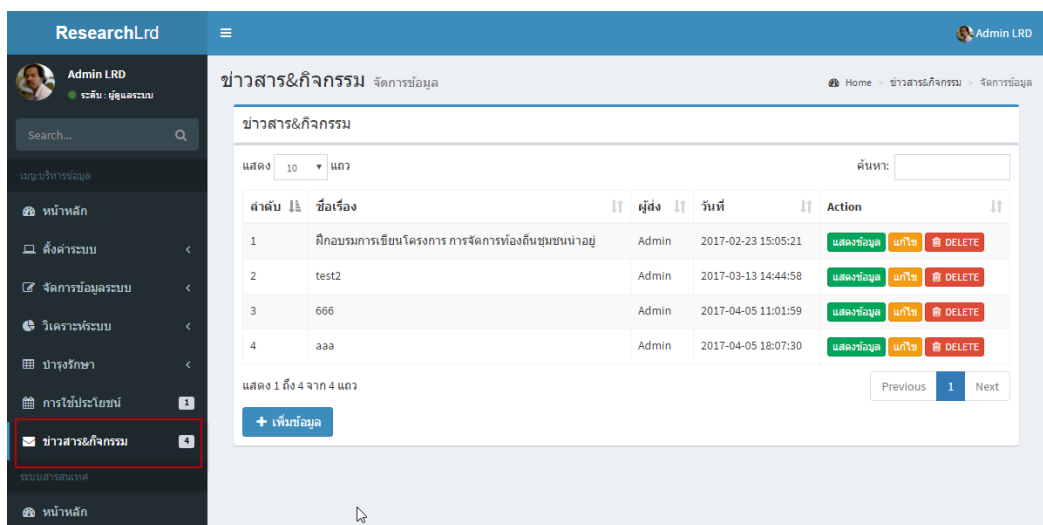 ResearchLrd
Admin LRD
Admin LRD
ระดับ : ผู้ดูแลระบบ
Search...
เมนูบริหารข้อมูล
หน้าหลัก
ตั้งค่าระบบ
จัดการข้อมูลระบบ
วิเคราะห์ระบบ
บำรุงรักษา
การใช้ประโยชน์ 1
ข่าวสาร&กิจกรรม 4
ระบบสารสนเทศ
หน้าหลัก
ข่าวสาร&กิจกรรม จัดการข้อมูล
Home > ข่าวสาร&กิจกรรม > จัดการข้อมูล
ข่าวสาร&กิจกรรม
แสดง 10 แถว
ค้นหา:
ลำดับ ชื่อเรื่อง ผู้ส่ง วันที่ Action
1 ฝึกอบรมการเขียนโครงการ การจัดการท้องถิ่นชุมชนน่าอยู่ Admin 2017-02-23 15:05:21 แสดงข้อมูล แก้ไข DELETE
2 test2 Admin 2017-03-13 14:44:58 แสดงข้อมูล แก้ไข DELETE
3 666 Admin 2017-04-05 11:01:59 แสดงข้อมูล แก้ไข DELETE
4 aaa Admin 2017-04-05 18:07:30 แสดงข้อมูล แก้ไข DELETE
แสดง 1 ถึง 4 จาก 4 แถว
Previous 1 Next
เพิ่มข้อมูล